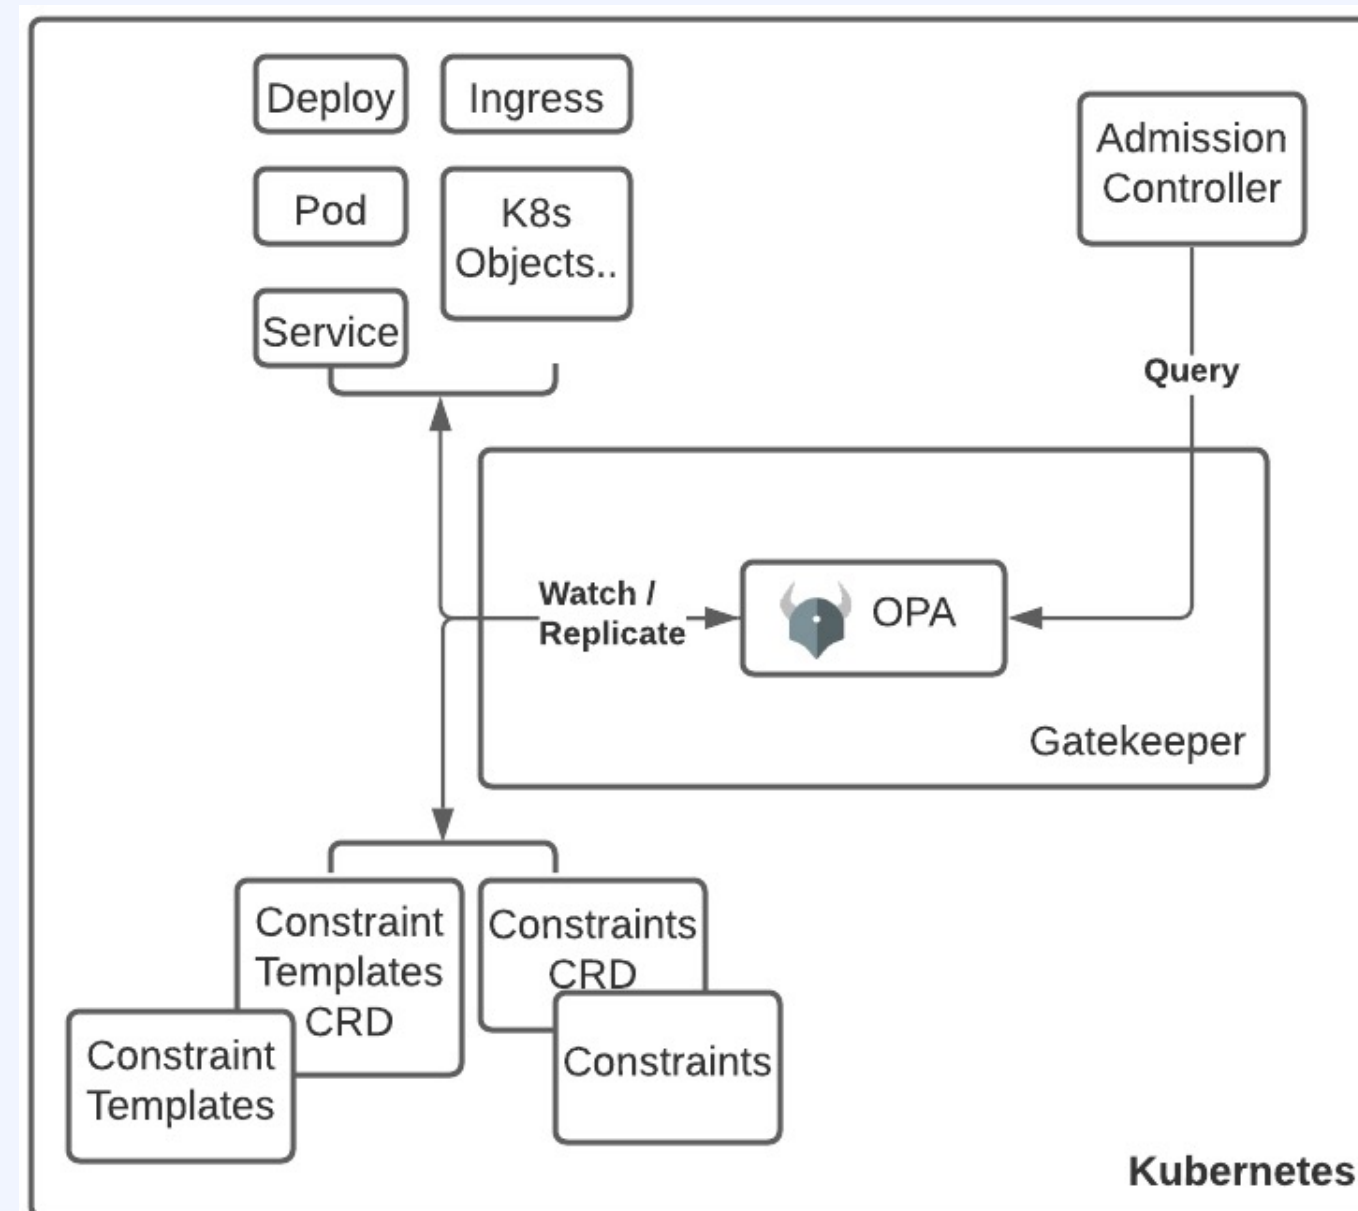 Deploy
Ingress
Admission
Controller
Pod
K8s
Objects..
Service
Query
Watch /
Replicate
OPA
Gatekeeper
Constraint
Templates
CRD
Constraints
CRD
Constraint
Templates
Constraints
Kubernetes